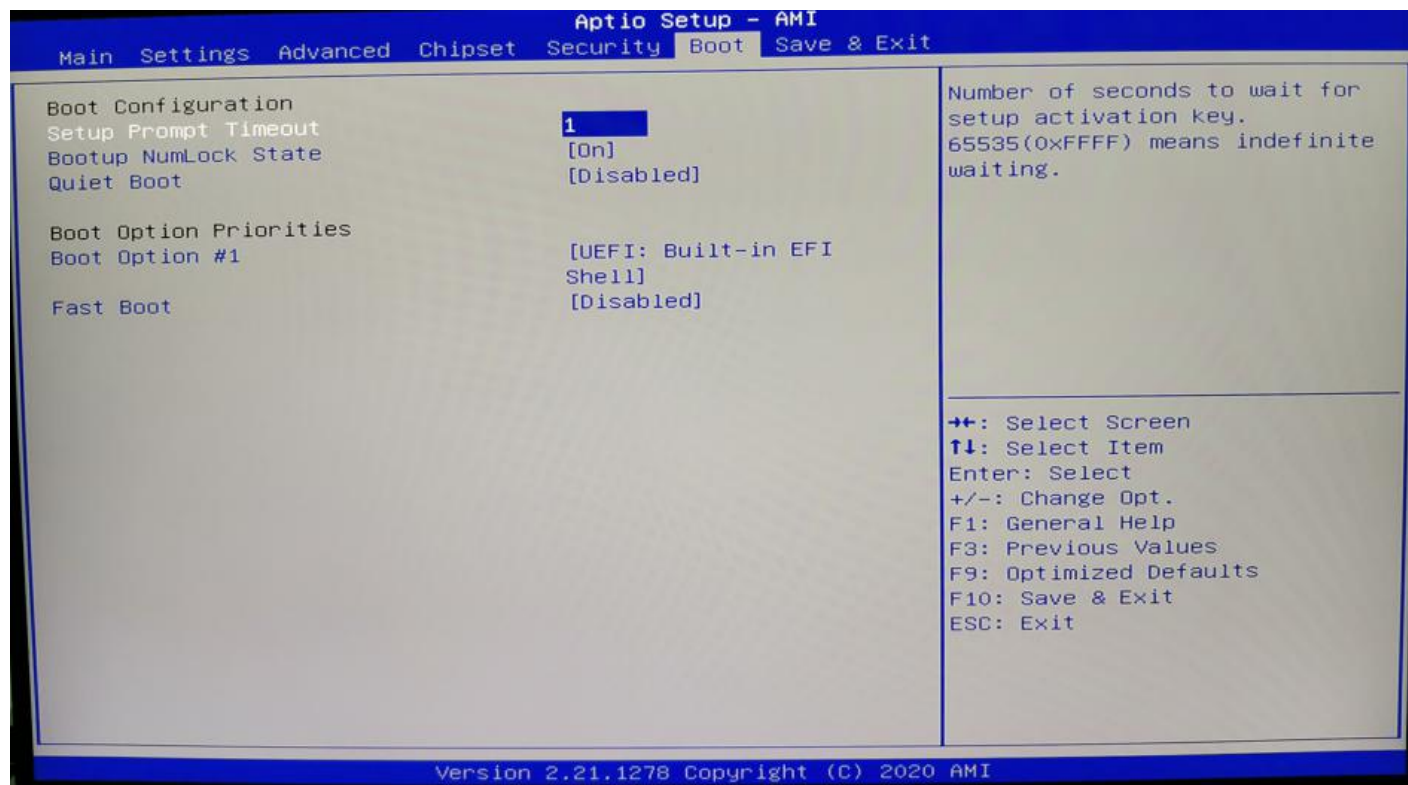 Aptio Setup – AMI
Main Settings Advanced Chipset Security Boot Save & Exit
Boot Configuration
Setup Prompt Timeout 1
Bootup NumLock State [On]
Quiet Boot [Disabled]
Boot Option Priorities
Boot Option #1 [UEFI: Built-in EFI
Shell]
Fast Boot [Disabled]
Number of seconds to wait for
setup activation key.
65535(0xFFFF) means indefinite
waiting.
→←: Select Screen
↑↓: Select Item
Enter: Select
+/-: Change Opt.
F1: General Help
F3: Previous Values
F9: Optimized Defaults
F10: Save & Exit
ESC: Exit
Version 2.21.1278 Copyright (C) 2020 AMI